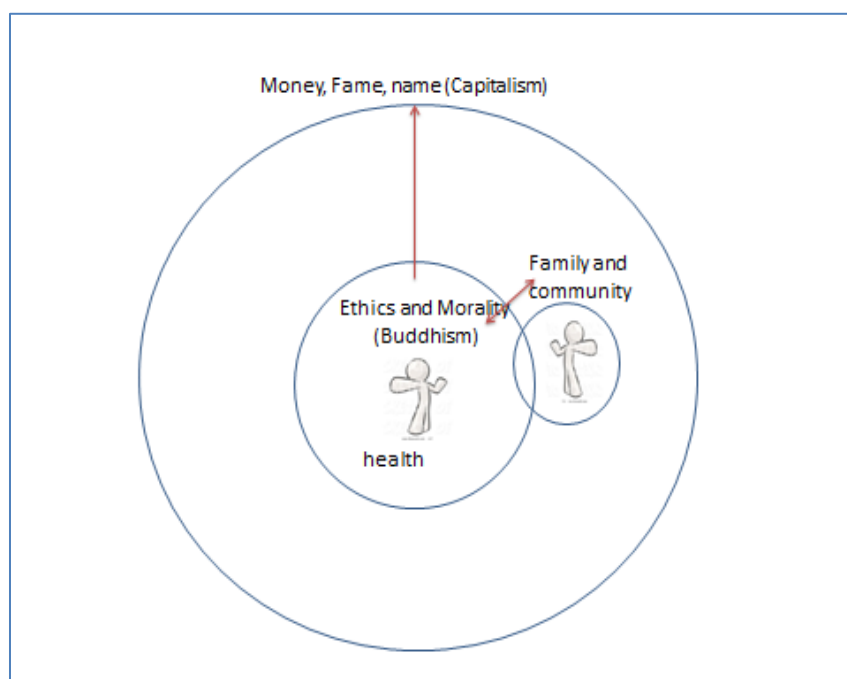 Money, Fame, name (Capitalism)
Family and
community
Ethics and Morality
(Buddhism)
health